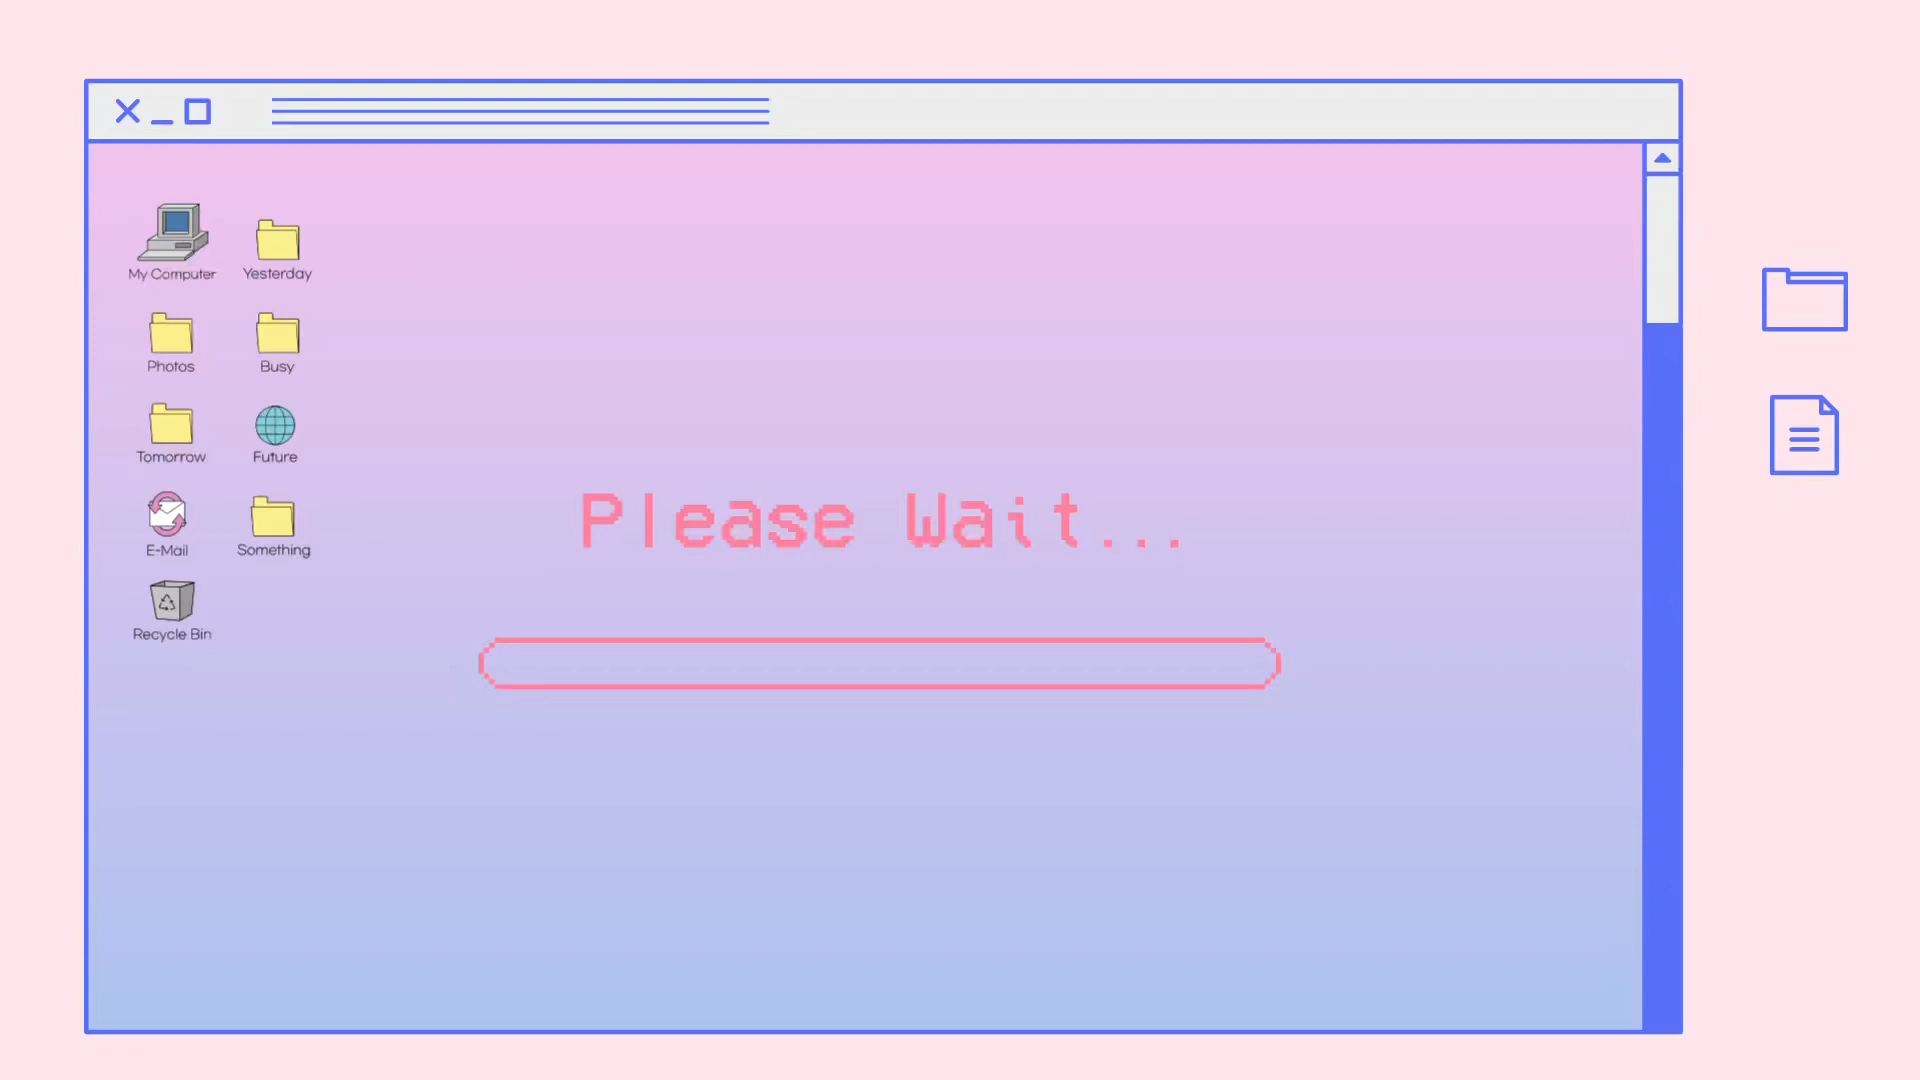 My Computer
Yesterday
Photos
Busy
Tomorrow
Future
E-Mail
Something
Recycle Bin
Please Wait...